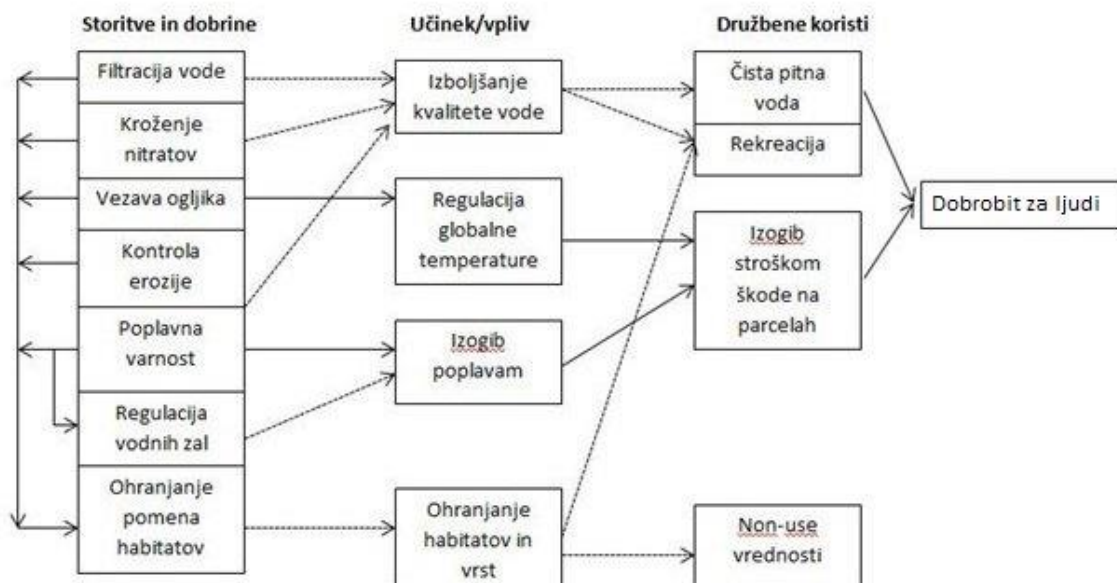 Storitve in dobrine
Filtracija vode
Kroženje
nitratov
Vezava ogljika
Kontrola
erozije
Poplavna
varnost
Regulacija
vodnih zal
Ohranjanje
pomena
habitatov
Učinek/vpliv
Izboljšanje
kvalitete vode
Regulacija
globalne
temperature
Izogib
poplavam
Ohranjanje
habitatov in
vrst
Družbene koristi
Čista pitna
voda
Rekreacija
Izogib
stroškom
škode na
parcelah
Non-use
vrednosti
Dobrobit za ljudi